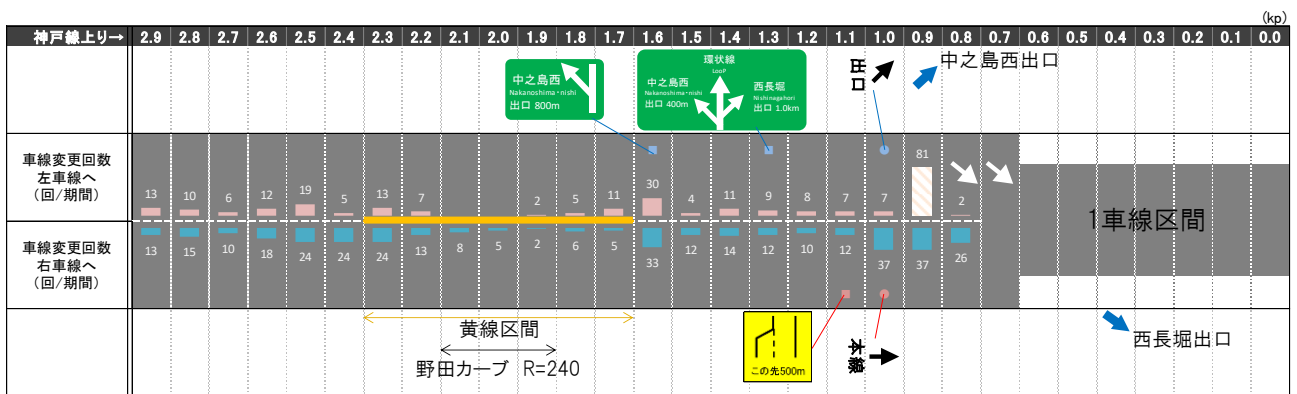 (kp)
神戸線上り→ 2.9 2.8 2.7 2.6 2.5 2.4 2.3 2.2 2.1 2.0 1.9 1.8 1.7 1.6 1.5 1.4 1.3 1.2 1.1 1.0 0.9 0.8 0.7 0.6 0.5 0.4 0.3 0.2 0.1 0.0
中之島西
Nakanoshima-nishi
出口 800m
環状線
LooP
中之島西
Nakanoshima-nishi
出口 400m
西長堀
Nishinagahori
出口 1.0km
出口
中之島西出口
車線変更回数
左車線へ
(回/期間)
13 10 6 12 19 5 13 7 2 5 11 30 4 11 9 8 7 7 81 2
1車線区間
車線変更回数
右車線へ
(回/期間)
13 15 10 18 24 24 24 13 8 5 2 6 5 33 12 14 12 10 12 37 37 26
黄線区間
野田カーブ R=240
この先500m
本線
西長堀出口